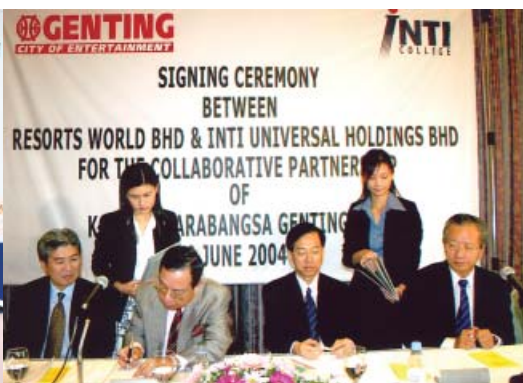 GENTING
CITY OF ENTERTAINMENT
INTI
COLLEGE
SIGNING CEREMONY
BETWEEN
RESORTS WORLD BHD & INTI UNIVERSAL HOLDINGS BHD
FOR THE COLLABORATIVE
OF
GENTING
JUNE 2004